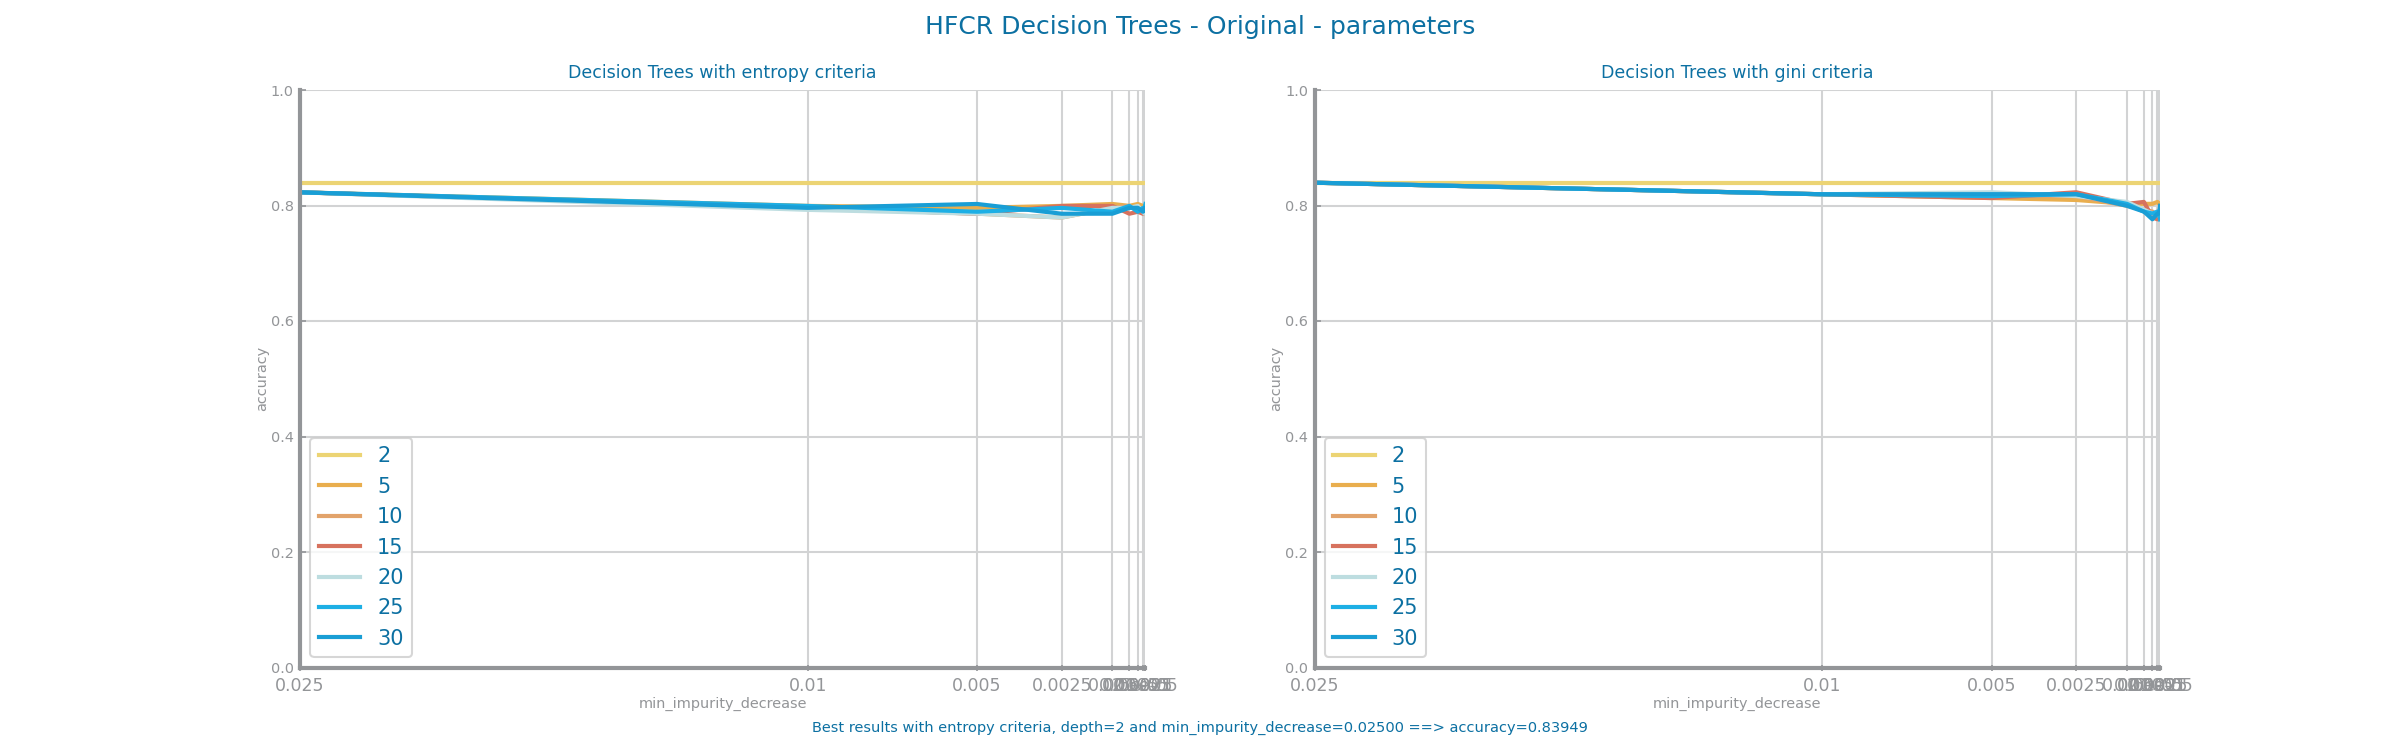 HFCR Decision Trees - Original - parameters
Decision Trees with entropy criteria
1.0
0.8
0.6
0.4
0.2
0.0
accuracy
2
5
10
15
20
25
30
0.025 0.01 0.005 0.0025
min_impurity_decrease
Decision Trees with gini criteria
1.0
0.8
0.6
0.4
0.2
0.0
accuracy
2
5
10
15
20
25
30
0.025 0.01 0.005 0.0025
min_impurity_decrease
Best results with entropy criteria, depth=2 and min_impurity_decrease=0.02500 ==> accuracy=0.83949